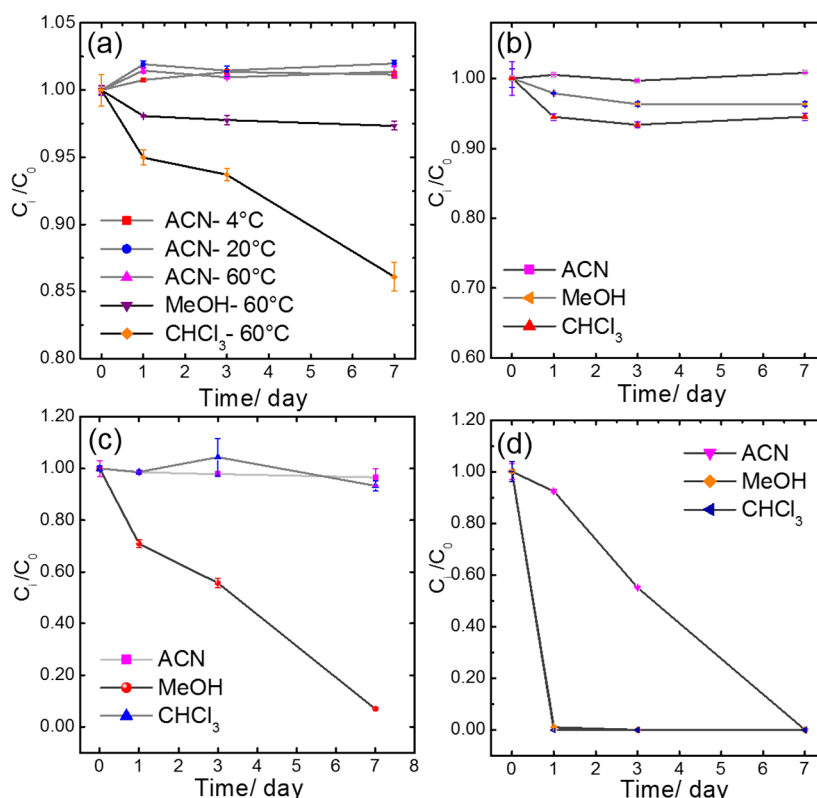 (a)
1.05
1.00
0.95
0.90
0.85
0.80
C_i/C_0
ACN- 4°C
ACN- 20°C
ACN- 60°C
MeOH- 60°C
CHCl₃- 60°C
0 1 2 3 4 5 6 7
Time/ day
(b)
1.00
0.90
0.80
0.70
0.60
C_i/C_0
ACN
MeOH
CHCl₃
0 1 2 3 4 5 6 7
Time/ day
(c)
1.20
1.00
0.80
0.60
0.40
0.20
0.00
C_i/C_0
ACN
MeOH
CHCl₃
0 1 2 3 4 5 6 7 8
Time/ day
(d)
1.20
1.00
0.80
0.60
0.40
0.20
0.00
C_i/C_0
ACN
MeOH
CHCl₃
0 1 2 3 4 5 6 7
Time/ day